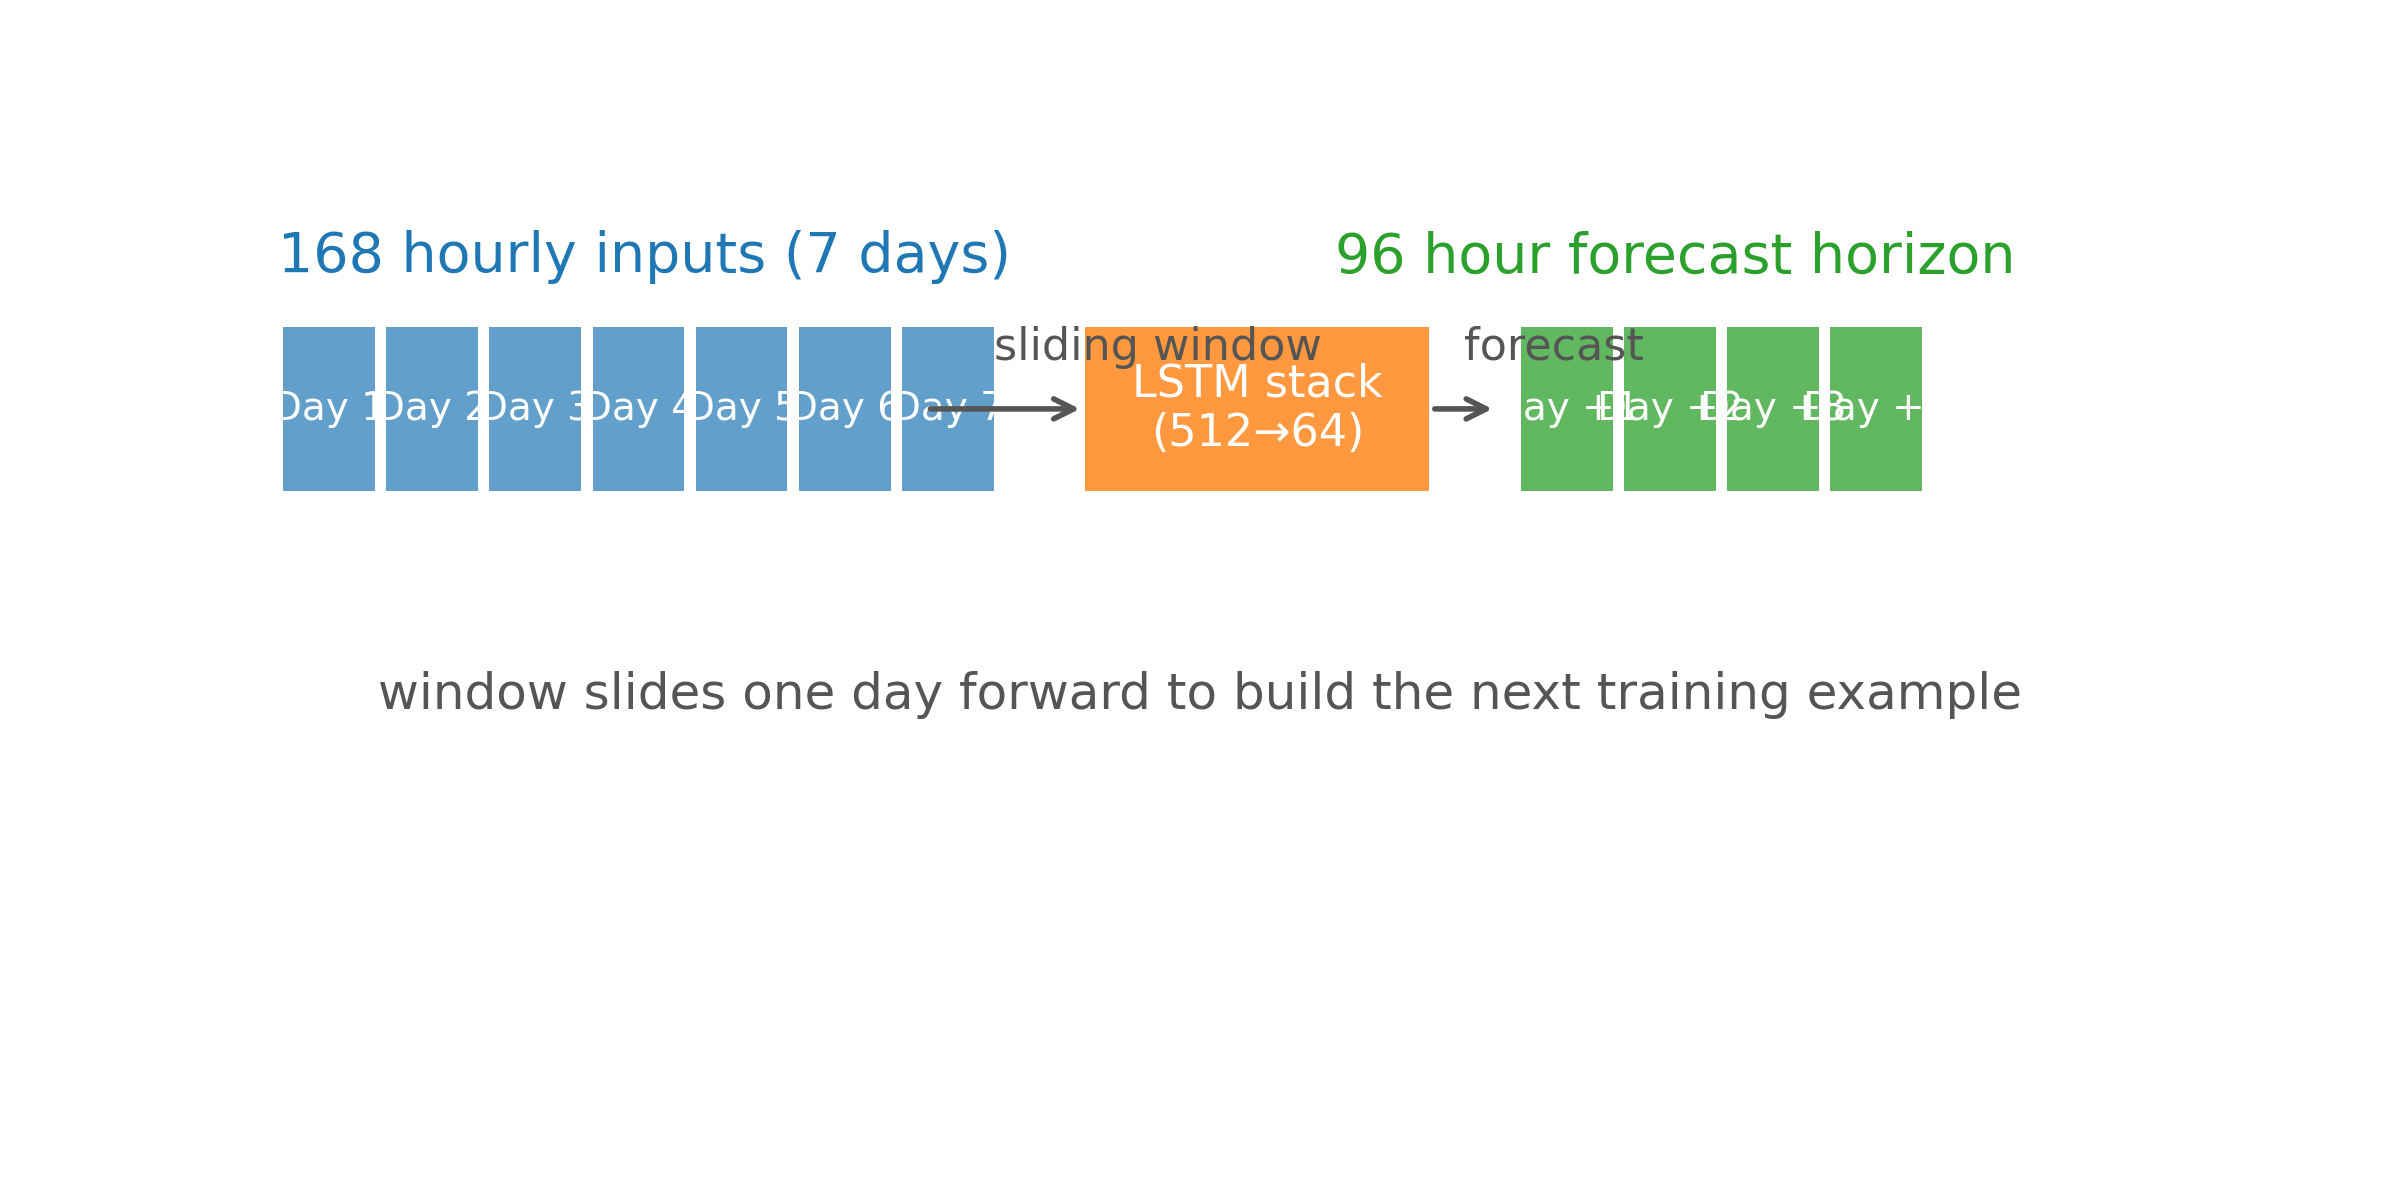 168 hourly inputs (7 days)
96 hour forecast horizon
sliding window
forecast
Day 1
Day 2
Day 3
Day 4
Day 5
Day 6
Day 7
LSTM stack
(512→64)
Day +1
Day +2
Day +3
Day +
window slides one day forward to build the next training example